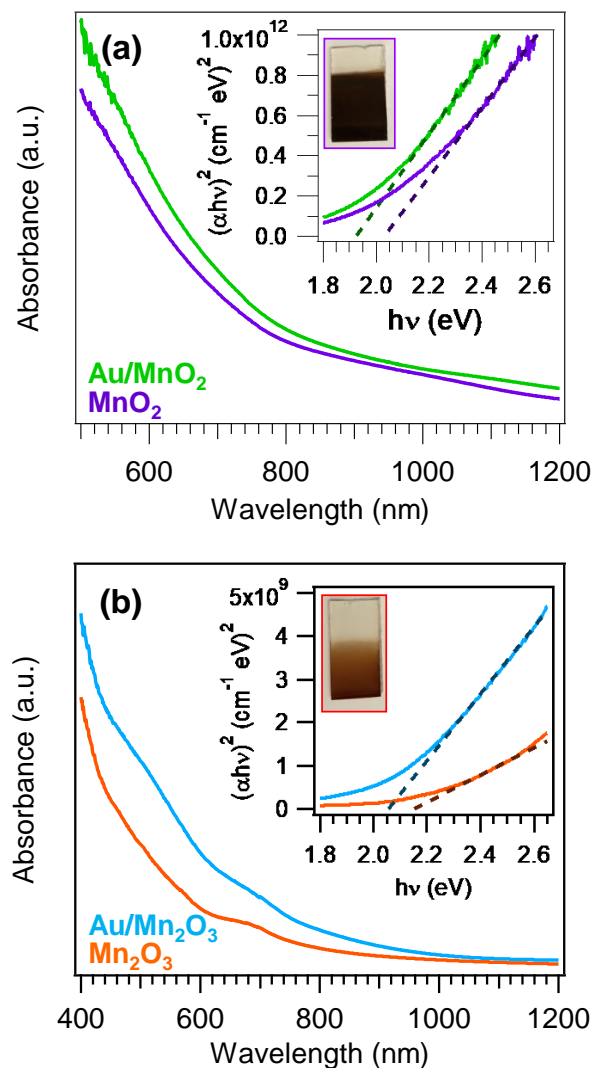 (a)
Absorbance (a.u.)
(αhν)² (cm⁻¹ eV)²
1.0x10¹²
0.8
0.6
0.4
0.2
0.0
1.8 2.0 2.2 2.4 2.6
hν (eV)
Au/MnO₂
MnO₂
600 800 1000 1200
Wavelength (nm)
(b)
Absorbance (a.u.)
(αhν)² (cm⁻¹ eV)²
5x10⁹
4
3
2
1
0
1.8 2.0 2.2 2.4 2.6
hν (eV)
Au/Mn₂O₃
Mn₂O₃
400 600 800 1000 1200
Wavelength (nm)